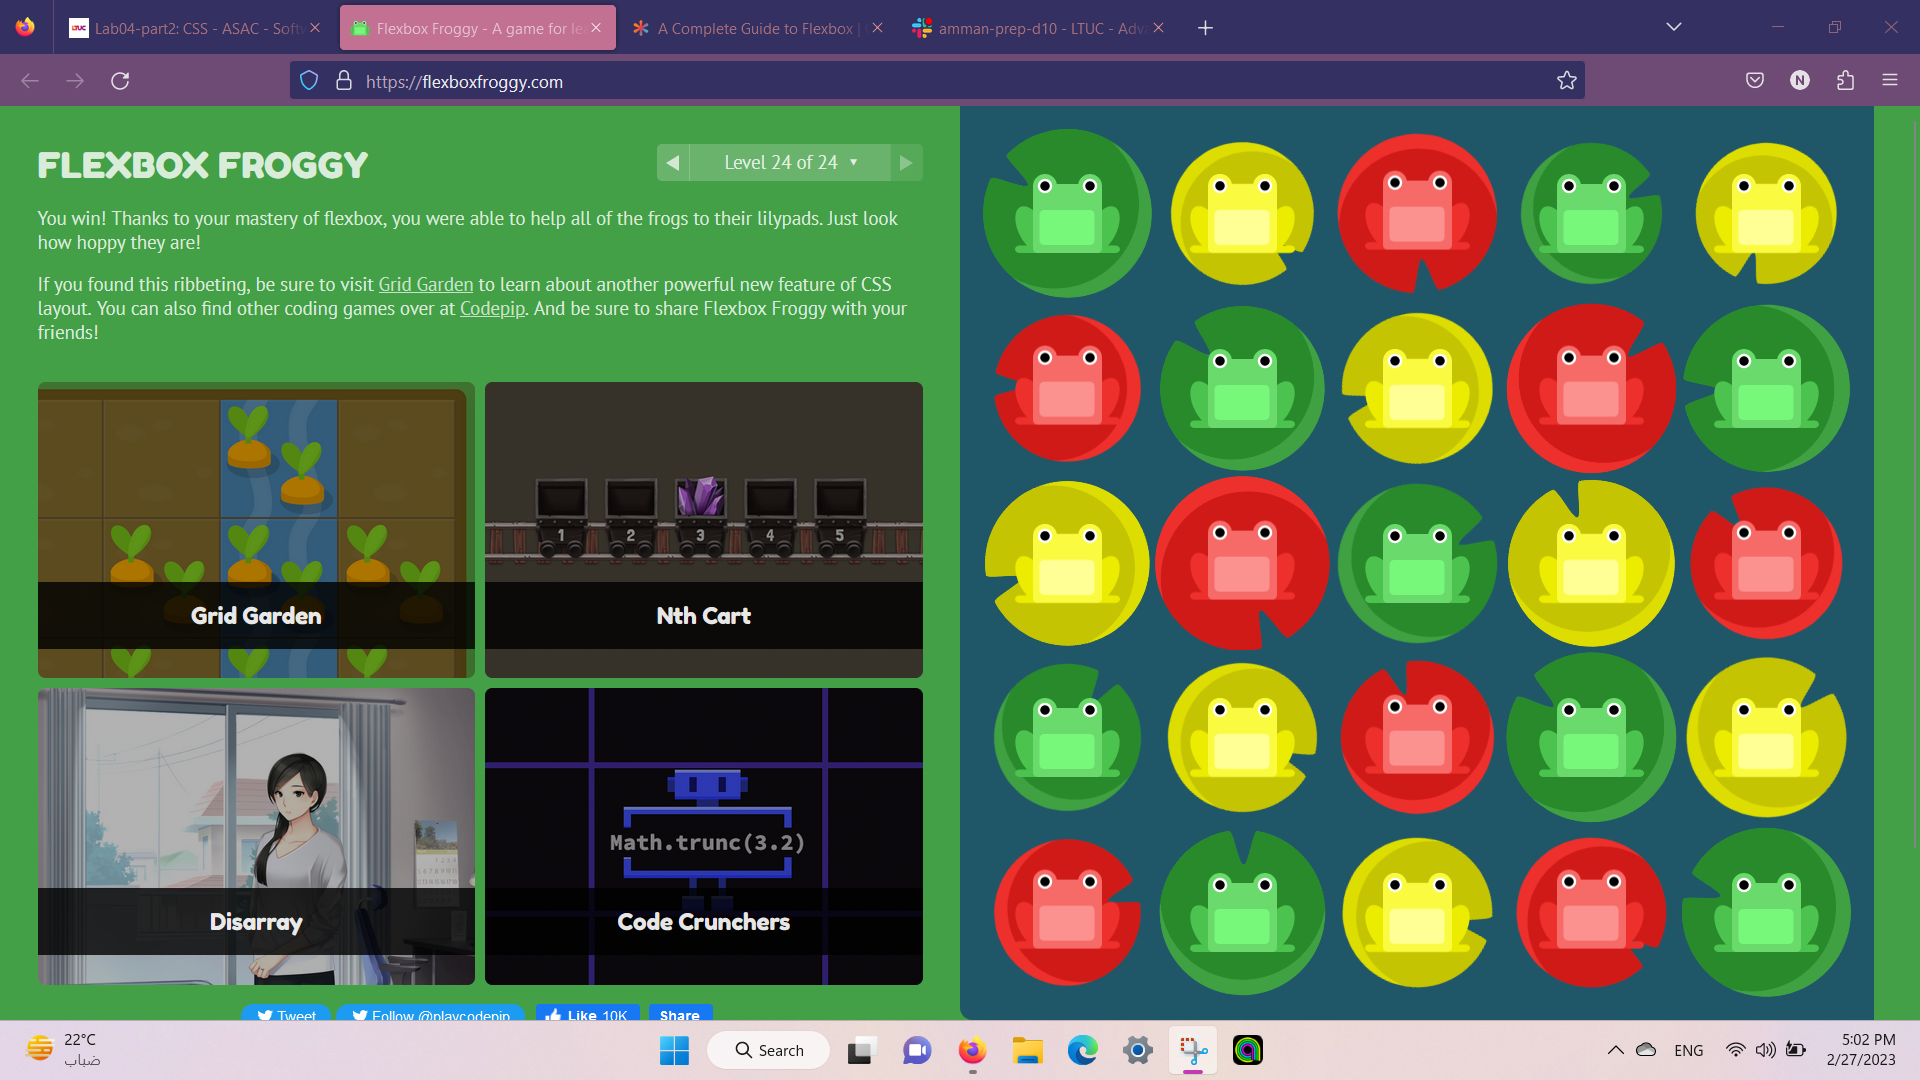 Lab04-part2: CSS - ASAC - Soft
Flexbox Froggy - A game for le
A Complete Guide to Flexbox |
amman-prep-d10 - LTUC - Adv
https://flexboxfroggy.com
N
FLEXBOX FROGGY
Level 24 of 24
You win! Thanks to your mastery of flexbox, you were able to help all of the frogs to their lilypads. Just look
how hoppy they are!
If you found this ribbeting, be sure to visit Grid Garden to learn about another powerful new feature of CSS
layout. You can also find other coding games over at Codepip. And be sure to share Flexbox Froggy with your
friends!
1 2 3 4 5
Grid Garden
Nth Cart
Math.trunc(3.2)
Disarray
Code Crunchers
Tweet
Follow @playcodepip
Like 10K
Share
22°C
ضباب
Search
ENG
5:02 PM
2/27/2023